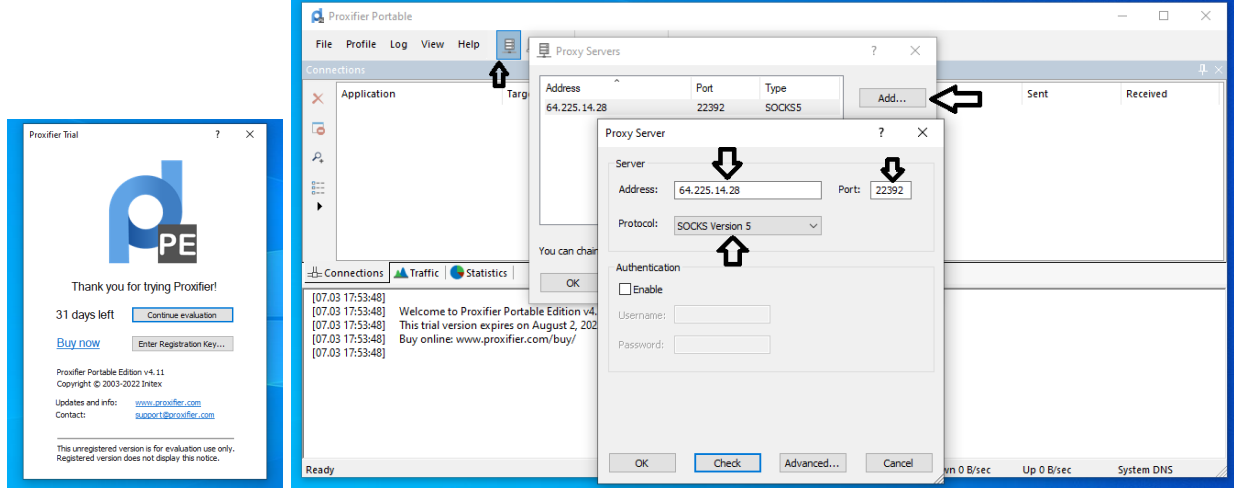 Proxifier Trial
PE
Thank you for trying Proxifier!
31 days left
Continue evaluation
Buy now
Enter Registration Key...
Proxifier Portable Edition v4.11
Copyright © 2003-2022 Initex
Updates and info: www.proxifier.com
Contact: support@proxifier.com
This unregistered version is for evaluation use only.
Registered version does not display this notice.
Proxifier Portable
File Profile Log View Help
Connections
Application
Sent
Received
Connections Traffic Statistics
[07.03 17:53:48]
[07.03 17:53:48] Welcome to Proxifier Portable Edition v4.
[07.03 17:53:48] This trial version expires on August 2, 202
[07.03 17:53:48] Buy online: www.proxifier.com/buy/
[07.03 17:53:48]
Ready
0 B/sec
Up 0 B/sec
System DNS
Proxy Servers
?
Address Port Type
64.225.14.28 22392 SOCKS5
Add...
You can chain
OK
Proxy Server
?
Server
Address: 64.225.14.28 Port: 22392
Protocol: SOCKS Version 5
Authentication
Enable
Username:
Password:
OK Check Advanced... Cancel